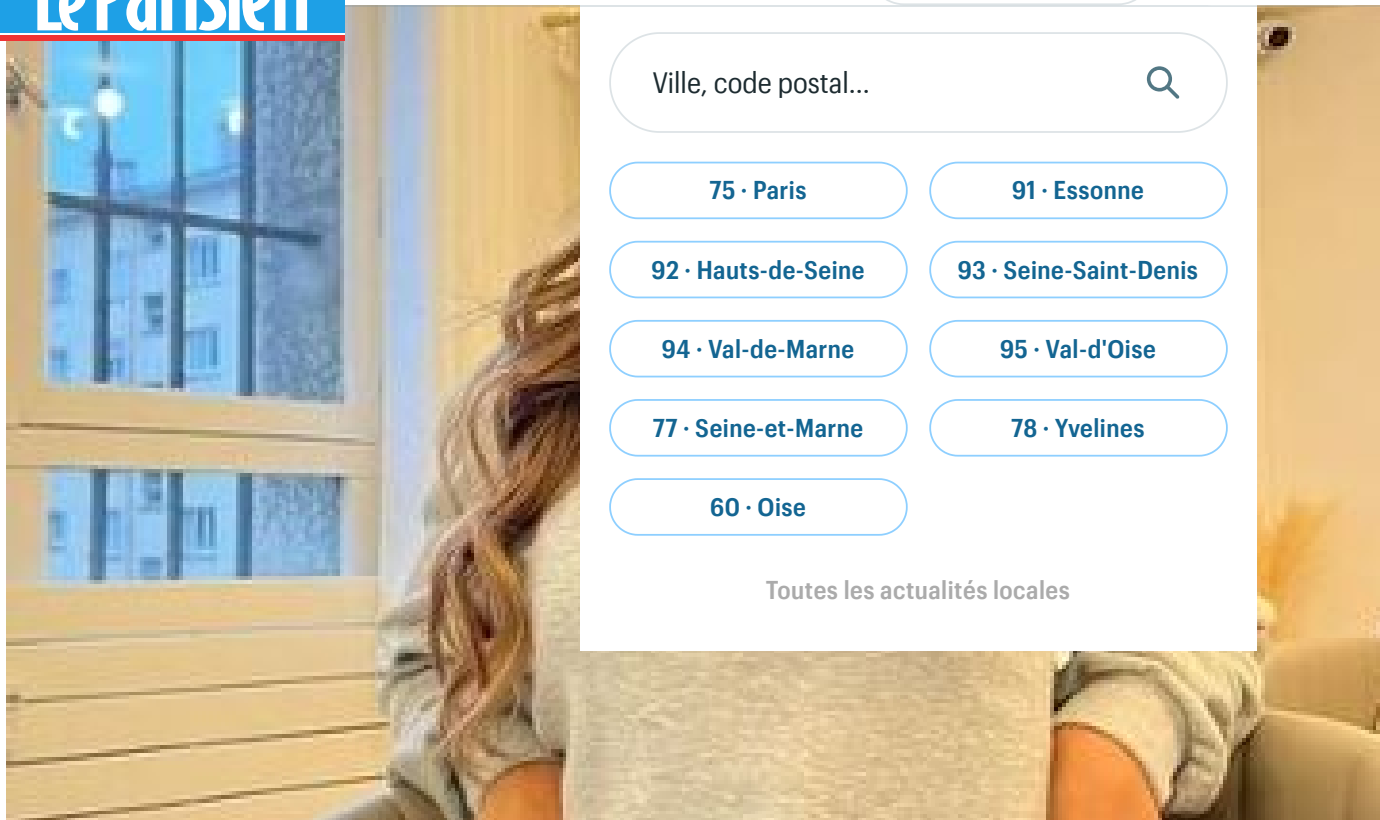 Le Parisien
Ville, code postal...
75 · Paris
91 · Essonne
92 · Hauts-de-Seine
93 · Seine-Saint-Denis
94 · Val-de-Marne
95 · Val-d'Oise
77 · Seine-et-Marne
78 · Yvelines
60 · Oise
Toutes les actualités locales